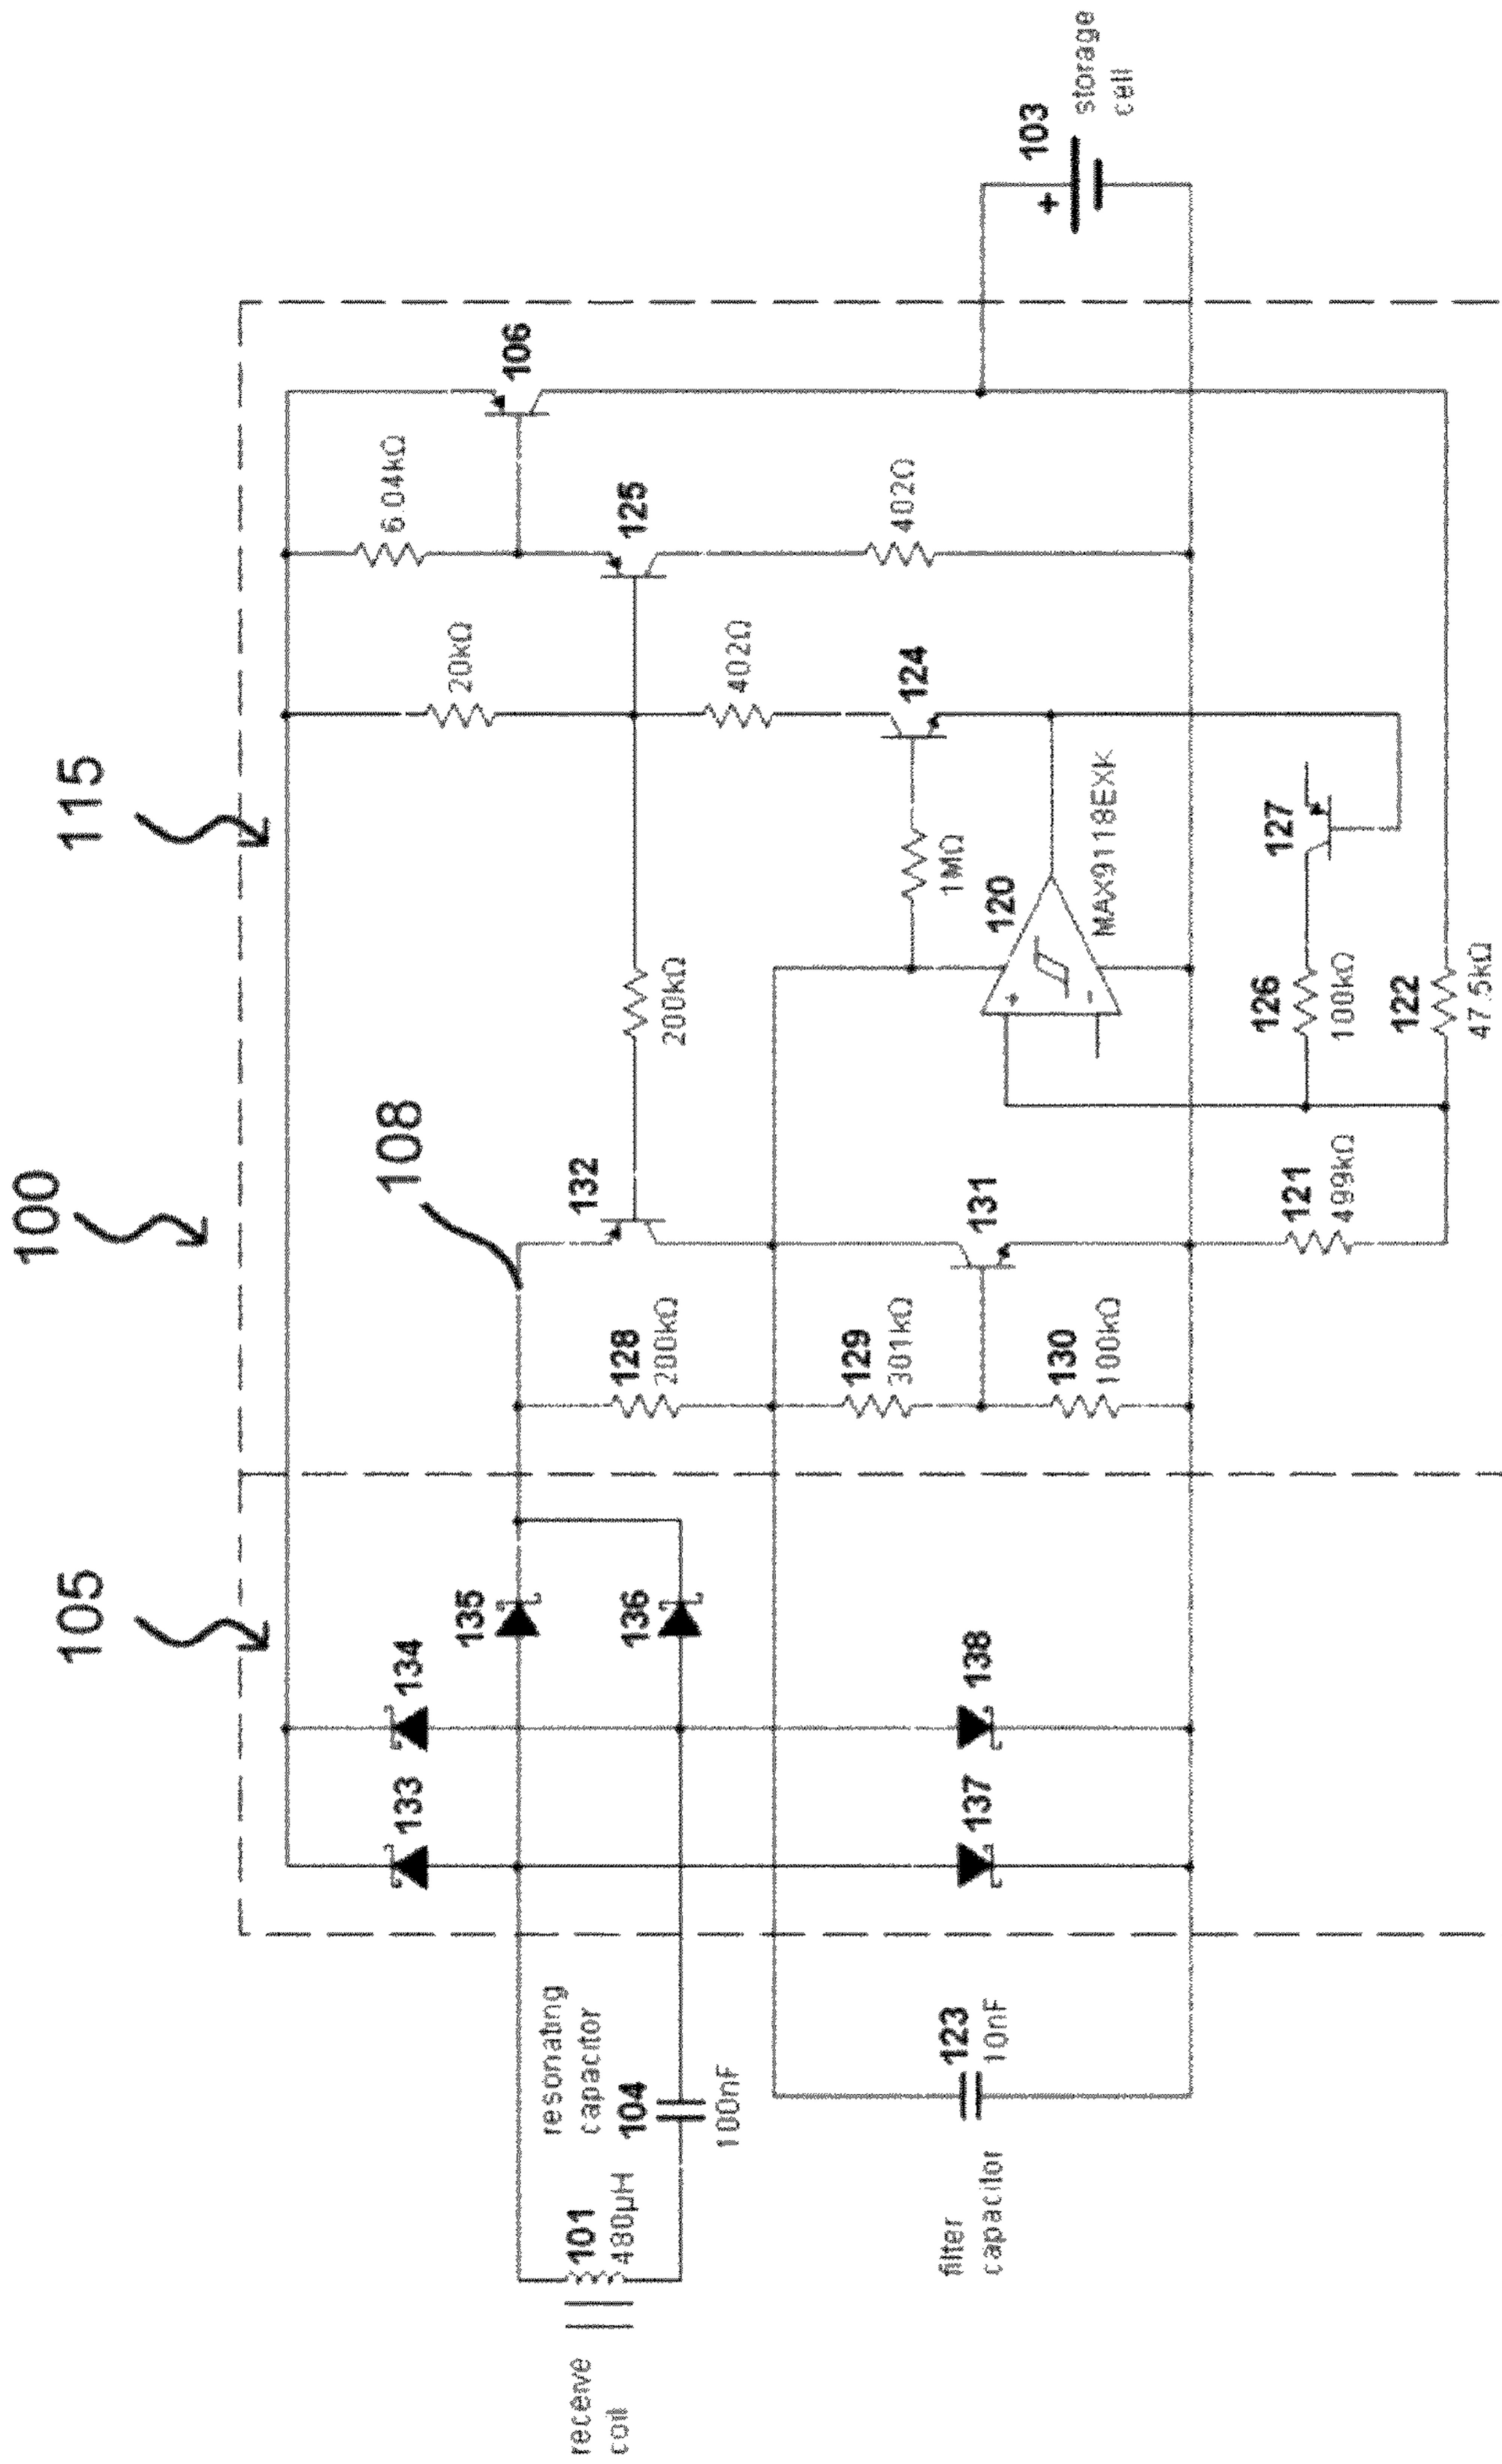 100
105
115
133
134
135
136
108
132
106
6.04kΩ
20kΩ
125
200kΩ
128
200kΩ
402Ω
402Ω
124
1MΩ
120
MAX9118EXK
+
-
131
129
301kΩ
130
100kΩ
137
138
receive
coil
101
480µH
resonating
capacitor
104
100nF
filter
capacitor
123
10nF
103
+
storage
cell
127
126
100kΩ
121
499kΩ
122
47.5kΩ